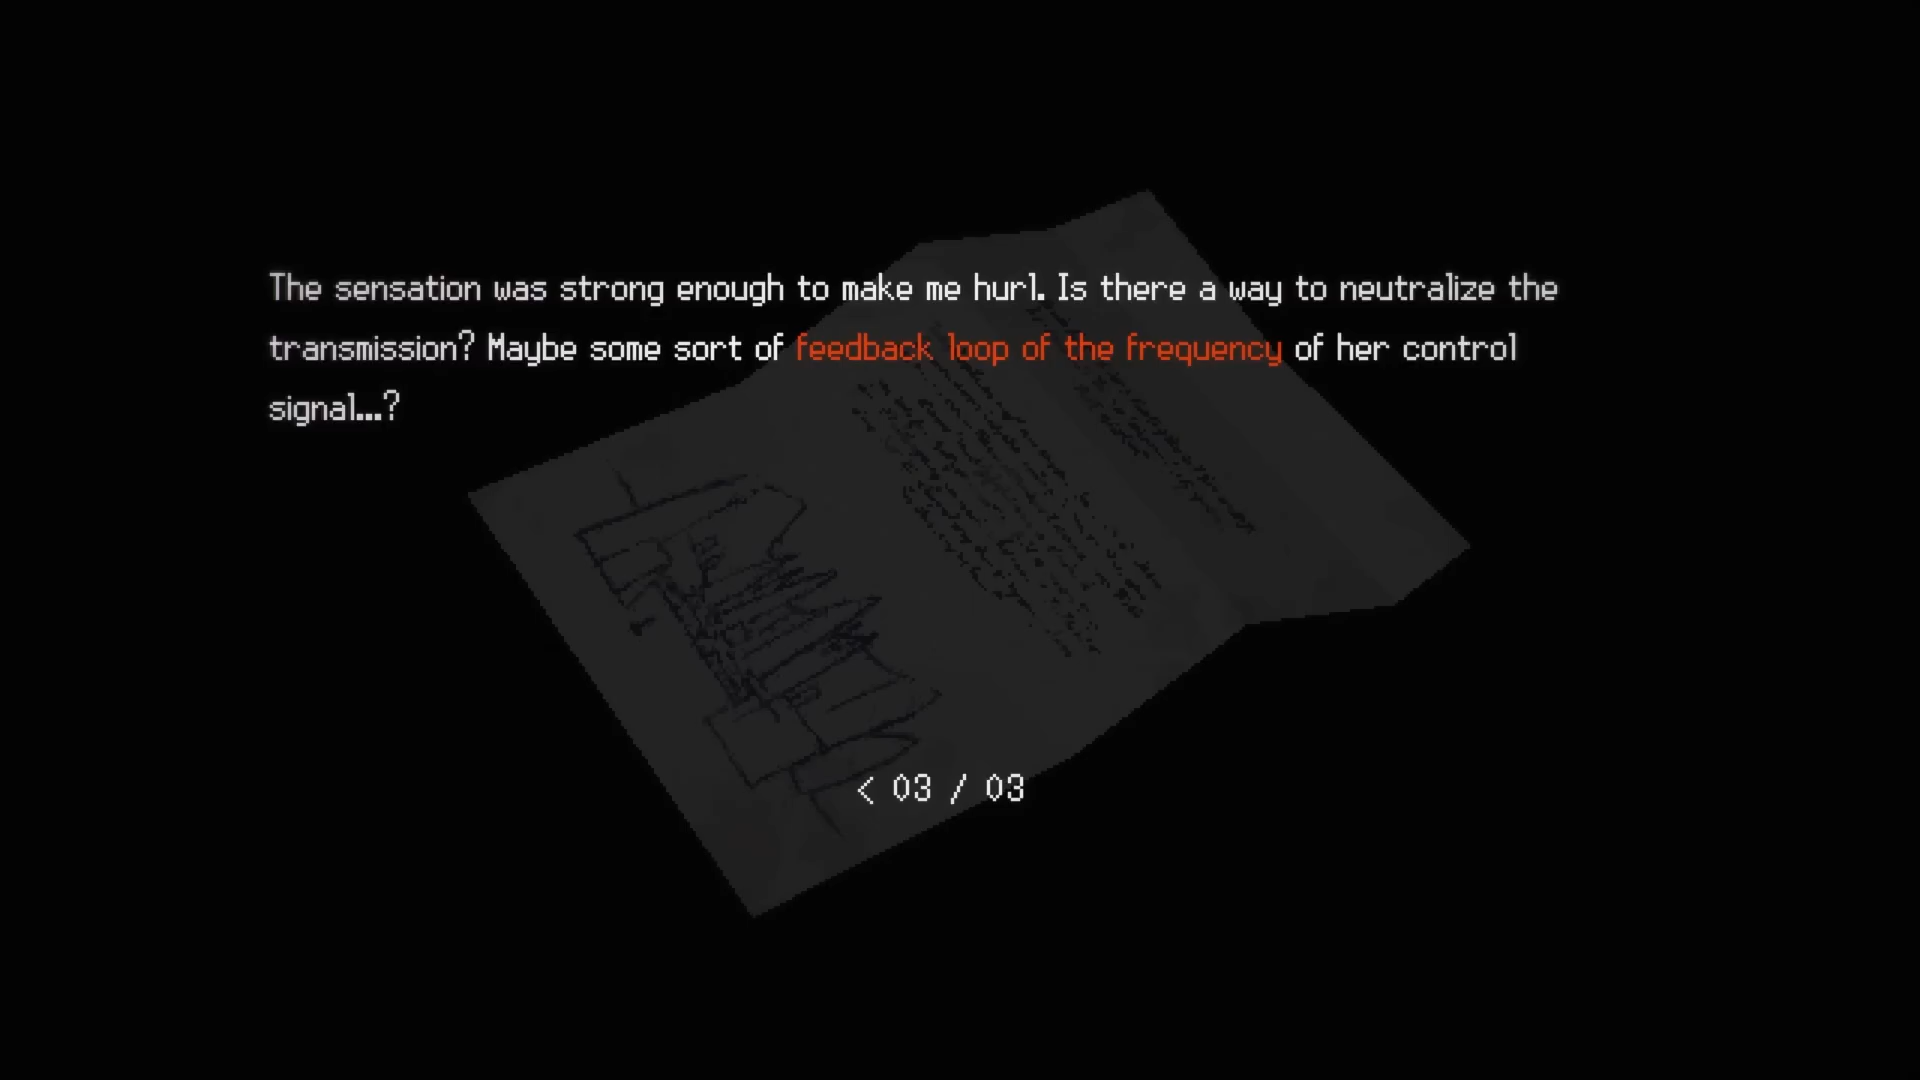 The sensation was strong enough to make me hurl. Is there a way to neutralize the
transmission? Maybe some sort of feedback loop of the frequency of her control
signal...?
< 03 / 03